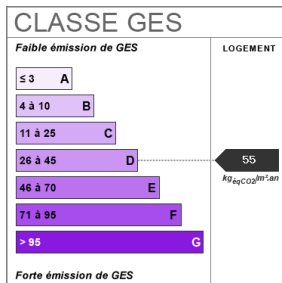 CLASSE GES
Faible émission de GES
LOGEMENT
≤ 3 A
4 à 10 B
11 à 25 C
26 à 45 D
55
kgéqCO2/m².an
46 à 70 E
71 à 95 F
> 95 G
Forte émission de GES